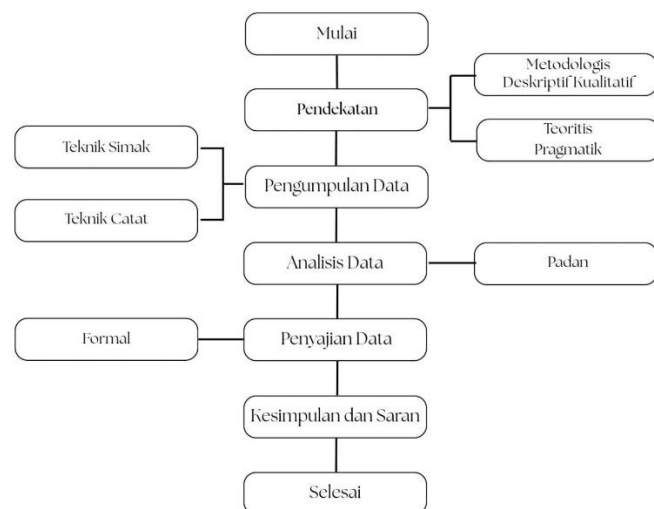 Mulai
Metodologis
Deskriptif Kualitatif
Pendekatan
Teoritis
Pragmatik
Teknik Simak
Pengumpulan Data
Teknik Catat
Analisis Data
Padan
Formal
Penyajian Data
Kesimpulan dan Saran
Selesai